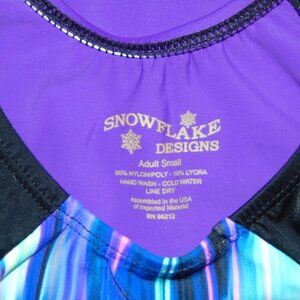 SNOWFLAKE
DESIGNS
Adult Small
90% NYLON/POLY - 10% LYCRA
HAND WASH - COLD WATER
LINE DRY
Assembled in the USA
of Imported Material
RN 96212